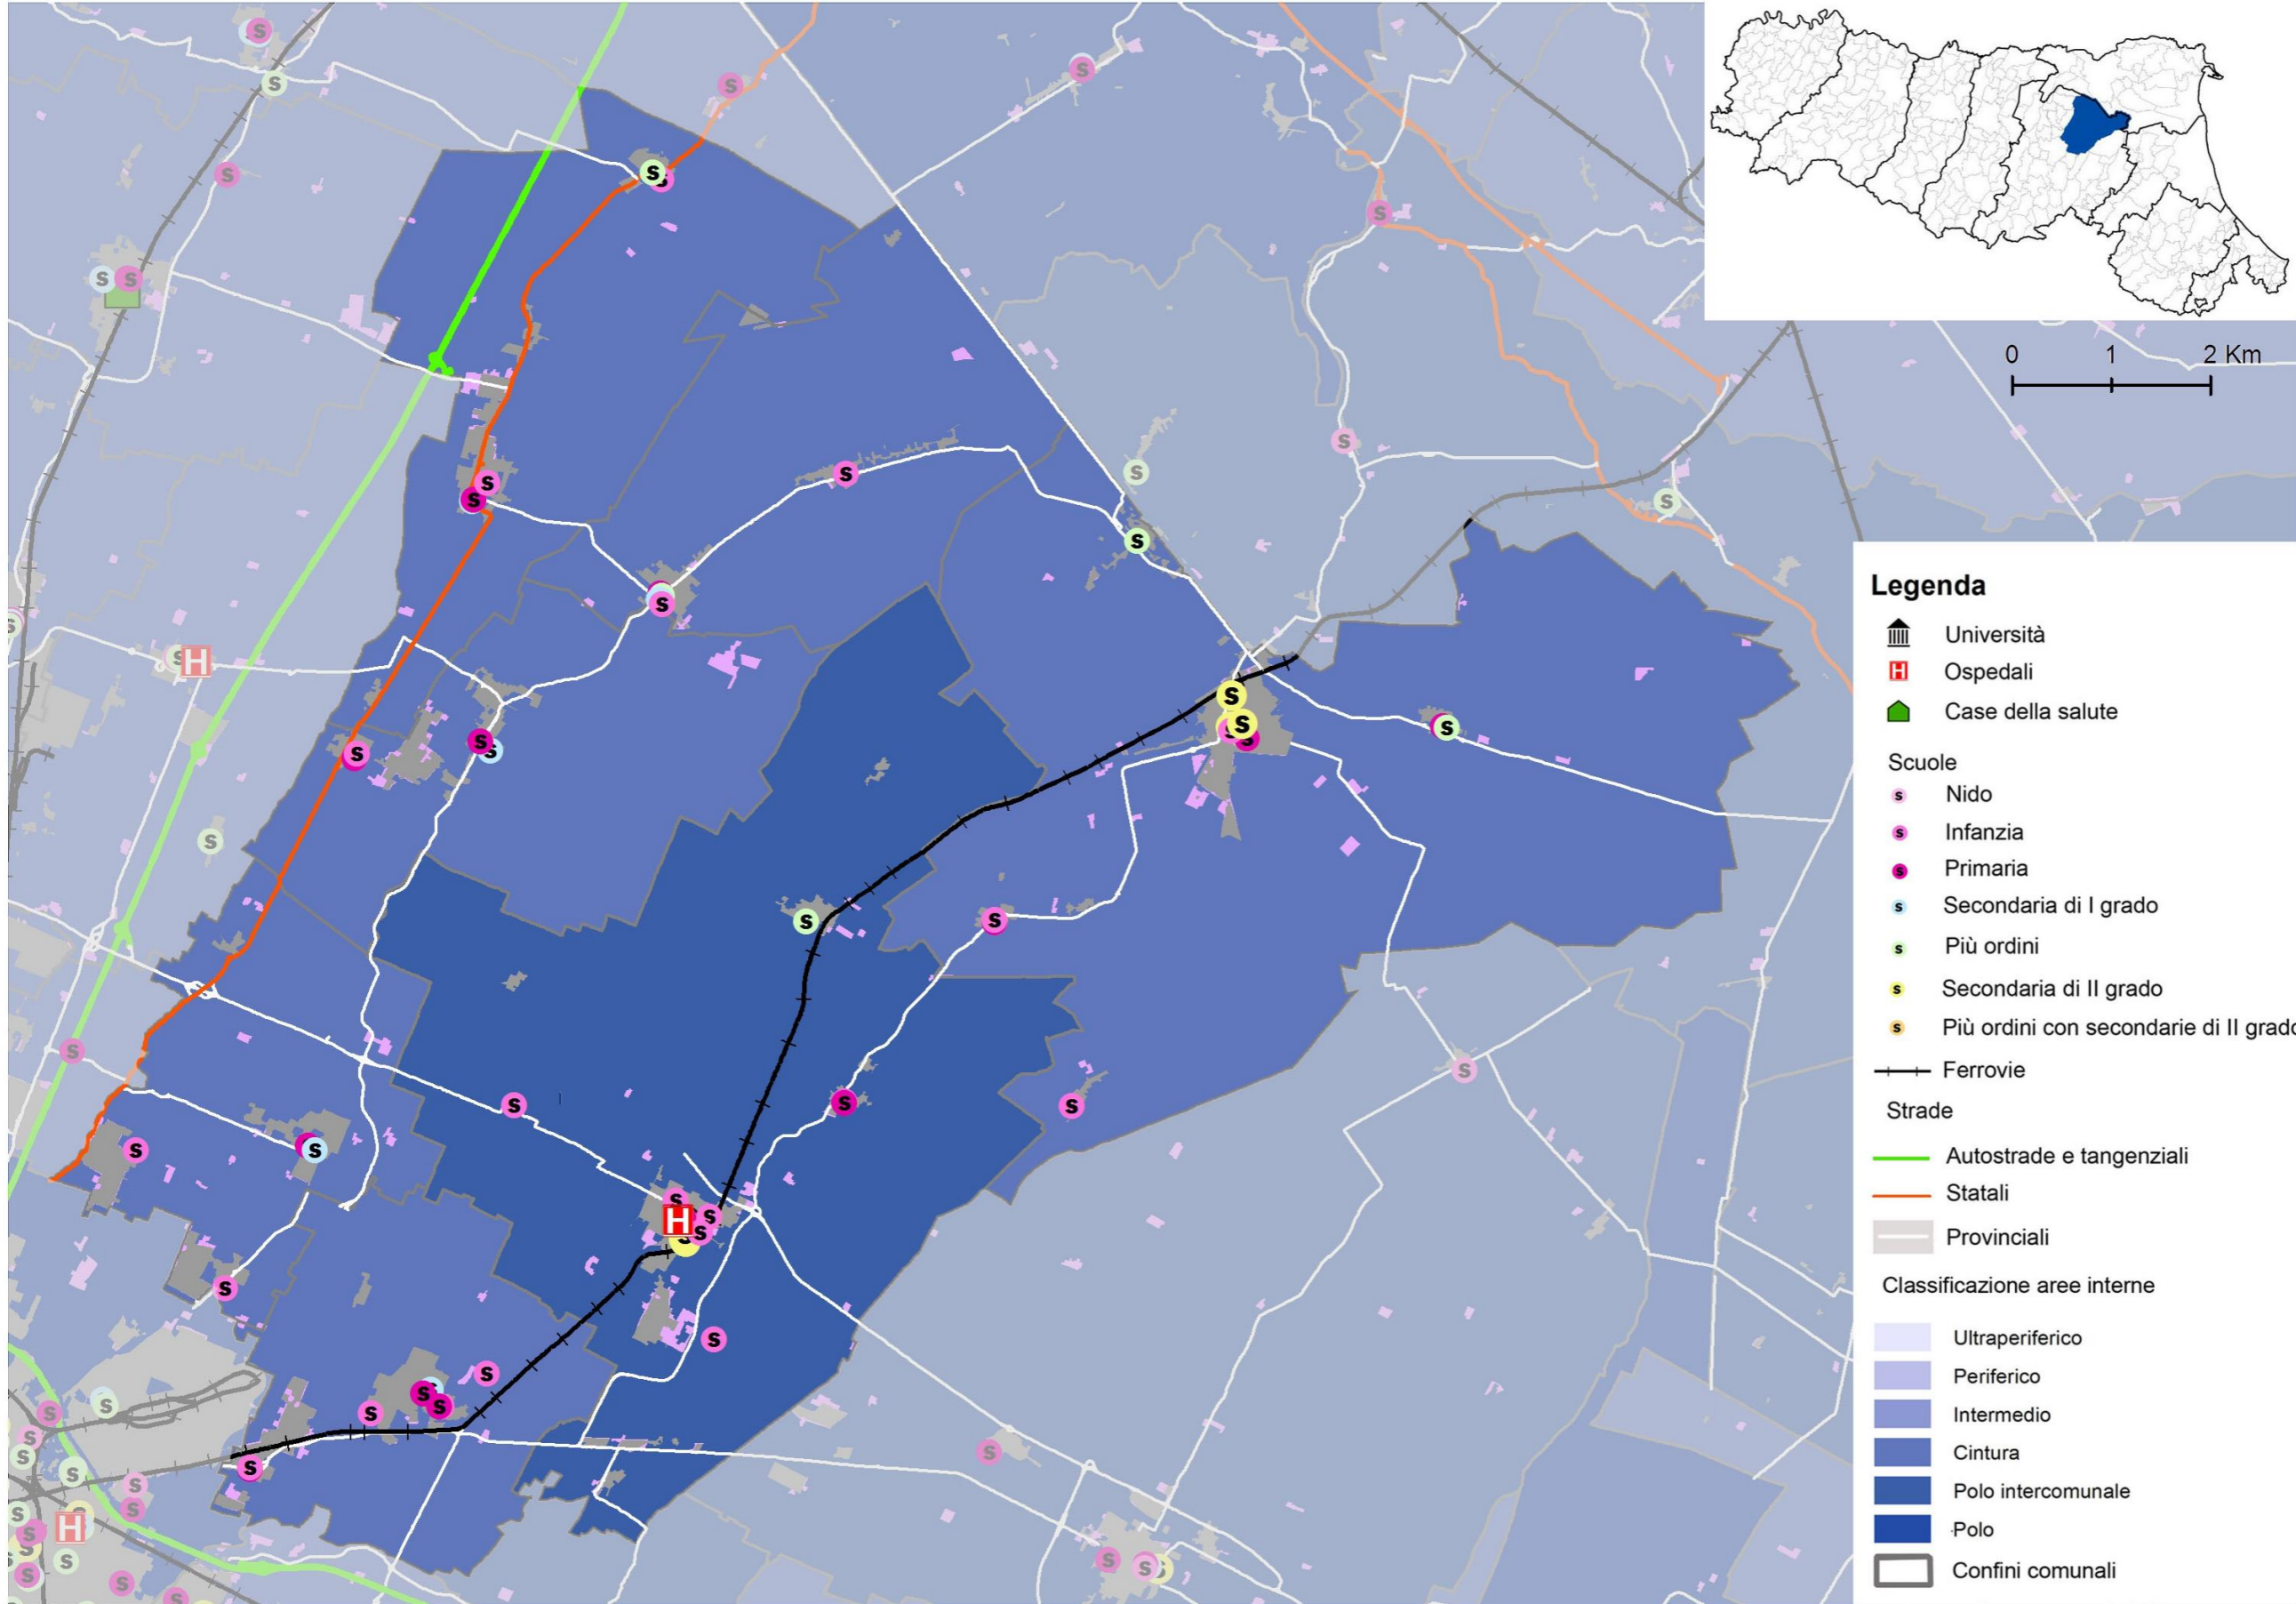 0 1 2 Km
Legenda
Università
H Ospedali
Case della salute
Scuole
s Nido
s Infanzia
s Primaria
s Secondaria di I grado
s Più ordini
s Secondaria di II grado
s Più ordini con secondarie di II grado
Ferrovie
Strade
Autostrade e tangenziali
Statali
Provinciali
Classificazione aree interne
Ultraperiferico
Periferico
Intermedio
Cintura
Polo intercomunale
Polo
Confini comunali